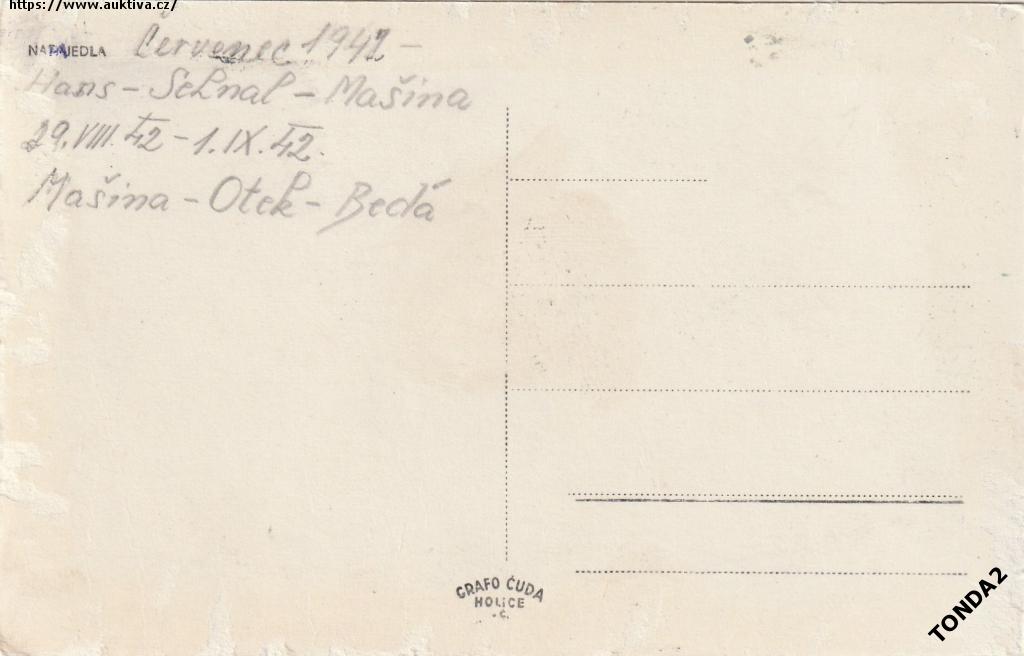 https://www.auktiva.cz/
NAPAJEDLA Červenec 1942 -
Hans - Sehnal - Mašina
29.VIII.42 - 1.IX.42.
Mašina - Otek - Beďá
GRAFO ČUDA
HOLICE
TONDA2